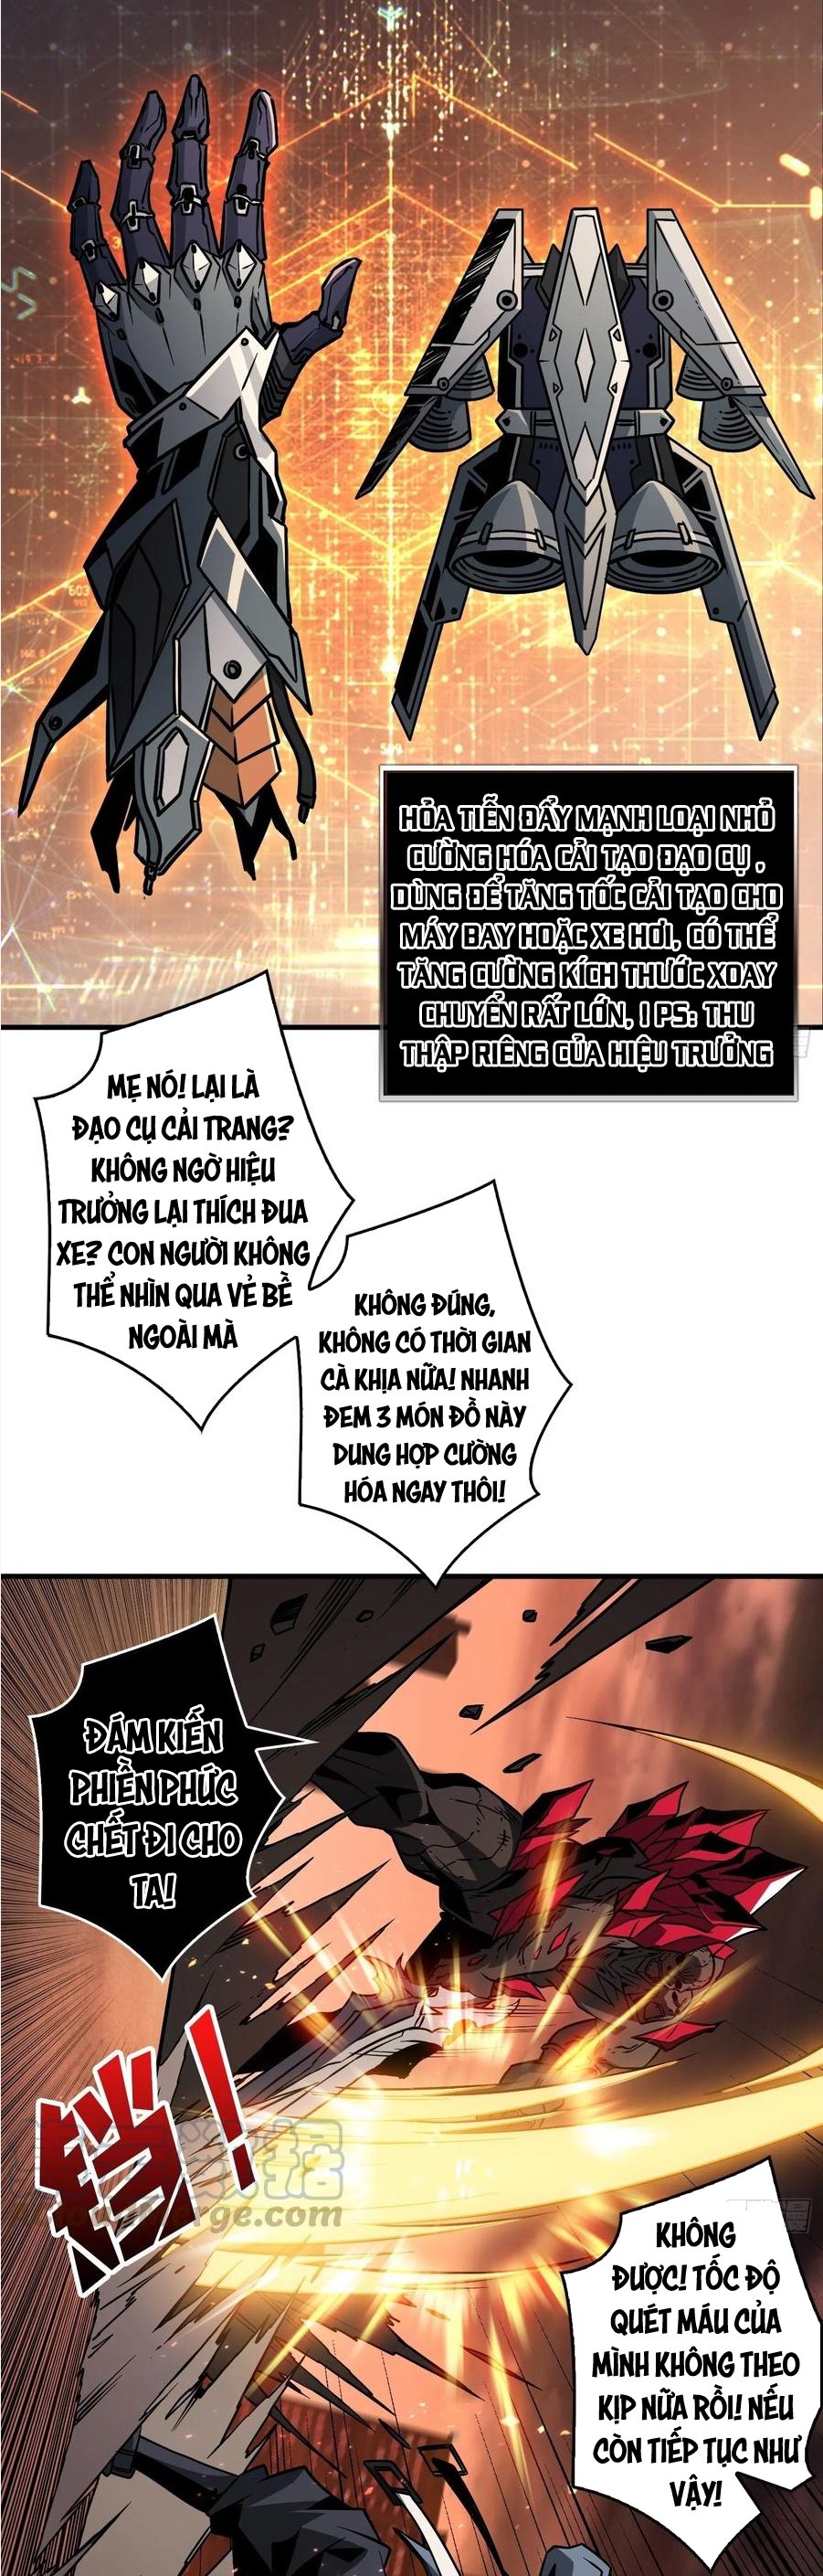 HỎA TIỄN ĐẨY MẠNH LOẠI NHỎ
CƯỜNG HÓA CẢI TẠO ĐẠO CỤ ,
DÙNG ĐỂ TĂNG TỐC CẢI TẠO CHO
MÁY BAY HOẶC XE HƠI, CÓ THỂ
TĂNG CƯỜNG KÍCH THƯỚC XOAY
CHUYỂN RẤT LỚN, ! PS: THU
THẬP RIÊNG CỦA HIỆU TRƯỞNG
MẸ NÓ! LẠI LÀ
ĐẠO CỤ CẢI TRANG?
KHÔNG NGỜ HIỆU
TRƯỞNG LẠI THÍCH ĐUA
XE? CON NGƯỜI KHÔNG
THỂ NHÌN QUA VẺ BỀ
NGOÀI MÀ
KHÔNG ĐÚNG,
KHÔNG CÓ THỜI GIAN
CÀ KHỊA NỮA! NHANH
ĐEM 3 MÓN ĐỒ NÀY
DUNG HỢP CƯỜNG
HÓA NGAY THÔI!
ĐÁM KIẾN
PHIỀN PHỨC
CHẾT ĐI CHO
TA!
铛!
KHÔNG
ĐƯỢC! TỐC ĐỘ
QUÉT MÁU CỦA
MÌNH KHÔNG THEO
KỊP NỮA RỒI! NẾU
CÒN TIẾP TỤC NHƯ
VẬY!